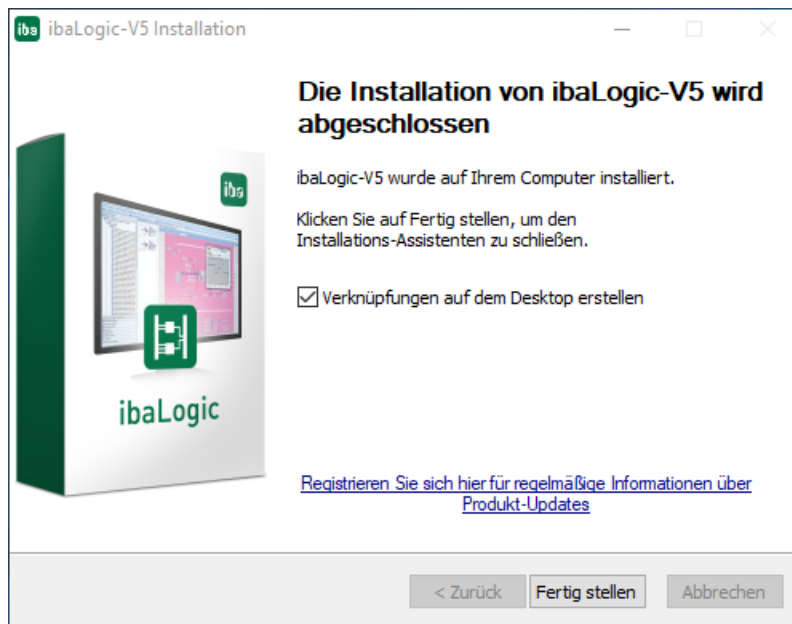 iba ibaLogic-V5 Installation
Die Installation von ibaLogic-V5 wird
abgeschlossen
ibaLogic-V5 wurde auf Ihrem Computer installiert.
Klicken Sie auf Fertig stellen, um den
Installations-Assistenten zu schließen.
Verknüpfungen auf dem Desktop erstellen
iba
ibaLogic
Registrieren Sie sich hier für regelmäßige Informationen über
Produkt-Updates
< Zurück
Fertig stellen
Abbrechen